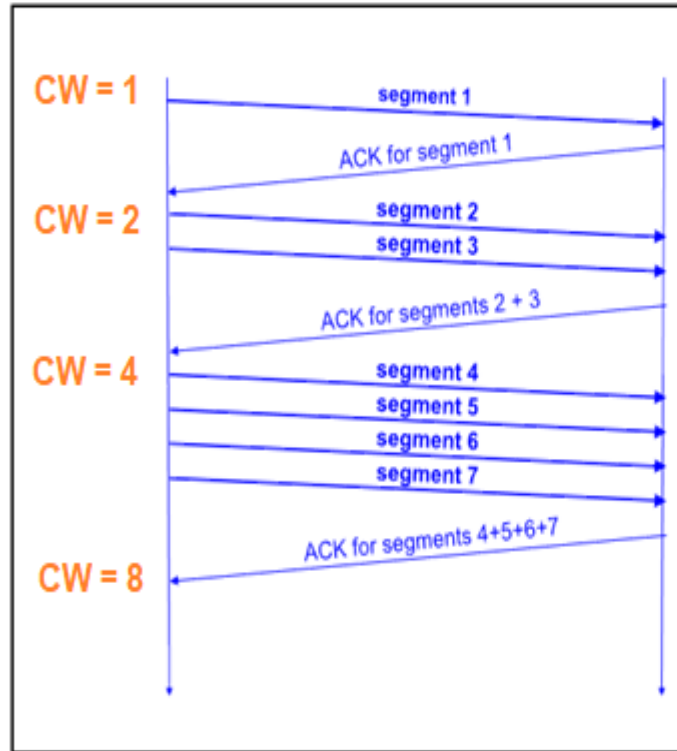 CW = 1
segment 1
ACK for segment 1
CW = 2
segment 2
segment 3
ACK for segments 2 + 3
CW = 4
segment 4
segment 5
segment 6
segment 7
ACK for segments 4+5+6+7
CW = 8